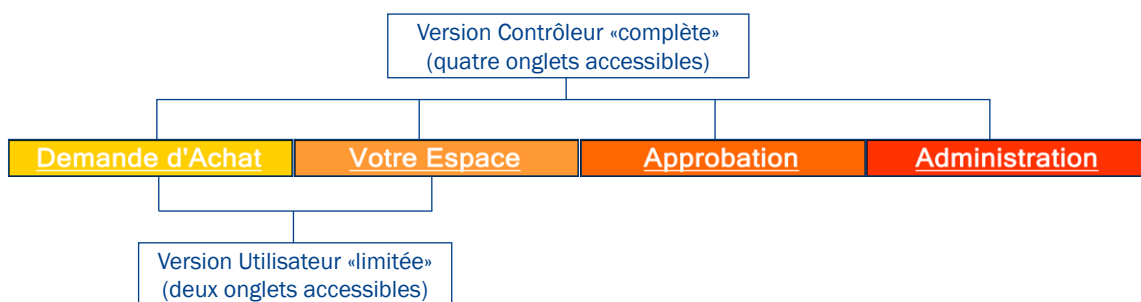 Version Contrôleur «complète»
(quatre onglets accessibles)
Demande d'Achat
Votre Espace
Approbation
Administration
Version Utilisateur «limitée»
(deux onglets accessibles)